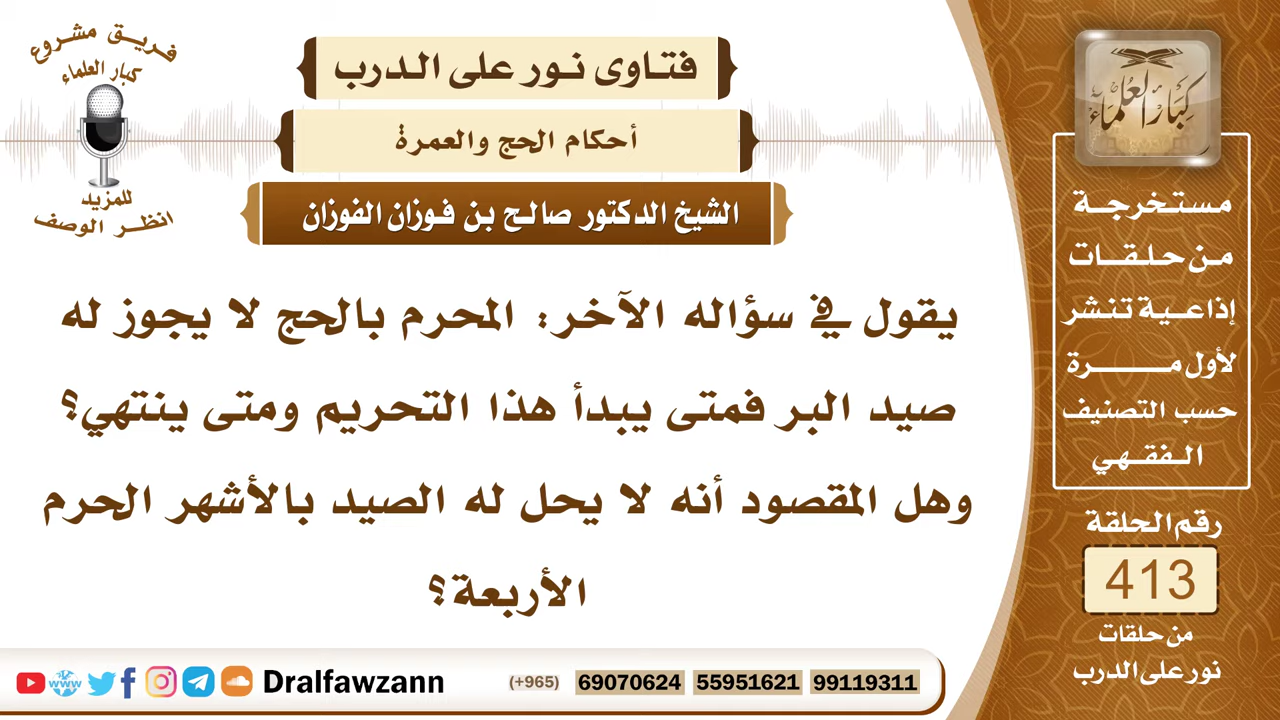 فريق مشروع
كبار العلماء
للمزيد
انظر الوصف
فتاوى نور على الدرب
أحكام الحج والعمرة
الشيخ الدكتور صالح بن فوزان الفوزان
يقول في سؤاله الآخر: المحرم بالحج لا يجوز له
صيد البر فمتى يبدأ هذا التحريم ومتى ينتهي؟
وهل المقصود أنه لا يحل له الصيد بالأشهر الحرم
الأربعة؟
كبار العلماء
مستخرجة
من حلقات
إذاعية تنشر
لأول مرة
حسب التصنيف
الفقهي
رقم الحلقة
413
من حلقات
نور على الدرب
www Dralfawzann (+965) 69070624 55951621 99119311